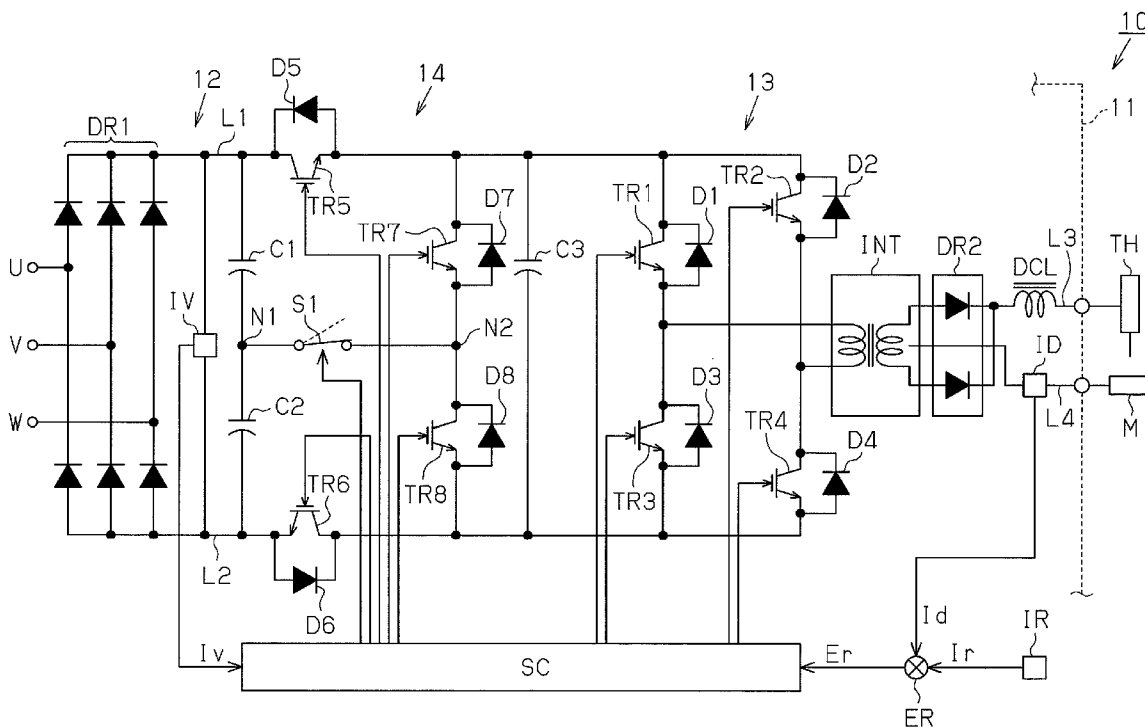 10
D5
12
14
13
11
DR1
L1
TR2
D2
TR5
TR7
D7
TR1
D1
C1
C3
INT
DR2
DCL
L3
TH
U
IV
S1
V
N1
N2
ID
C2
D8
D3
W
L4
M
TR4
D4
TR6
TR8
TR3
L2
D6
Id
IR
Iv
SC
Er
Ir
ER